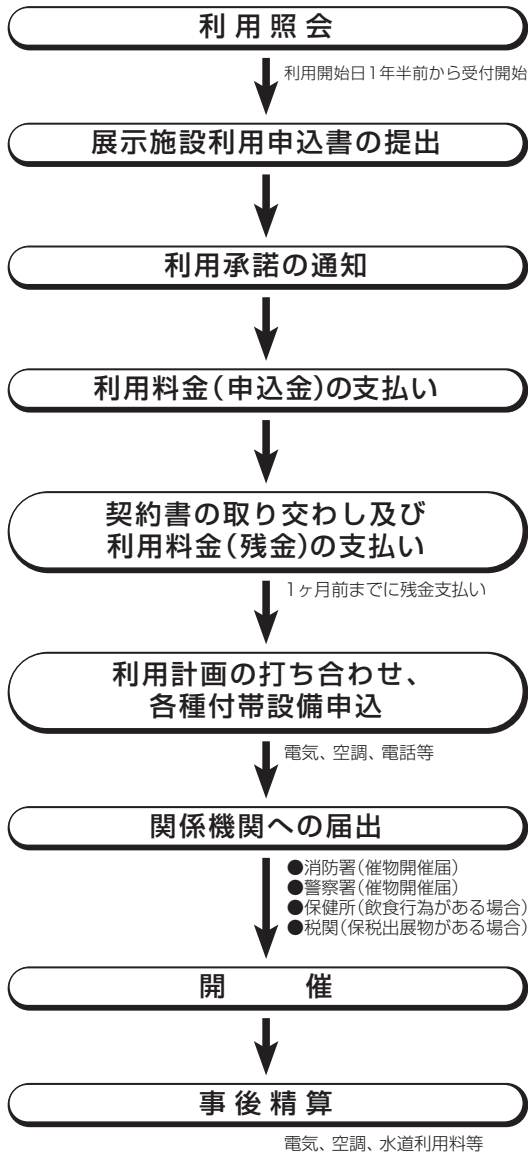 利用照会
利用開始日1年半前から受付開始
展示施設利用申込書の提出
利用承諾の通知
利用料金(申込金)の支払い
契約書の取り交わし及び
利用料金(残金)の支払い
1ヶ月前までに残金支払い
利用計画の打ち合わせ、
各種付帯設備申込
電気、空調、電話等
関係機関への届出
●消防署(催物開催届)
●警察署(催物開催届)
●保健所(飲食行為がある場合)
●税関(保税出展物がある場合)
開　催
事後精算
電気、空調、水道利用料等